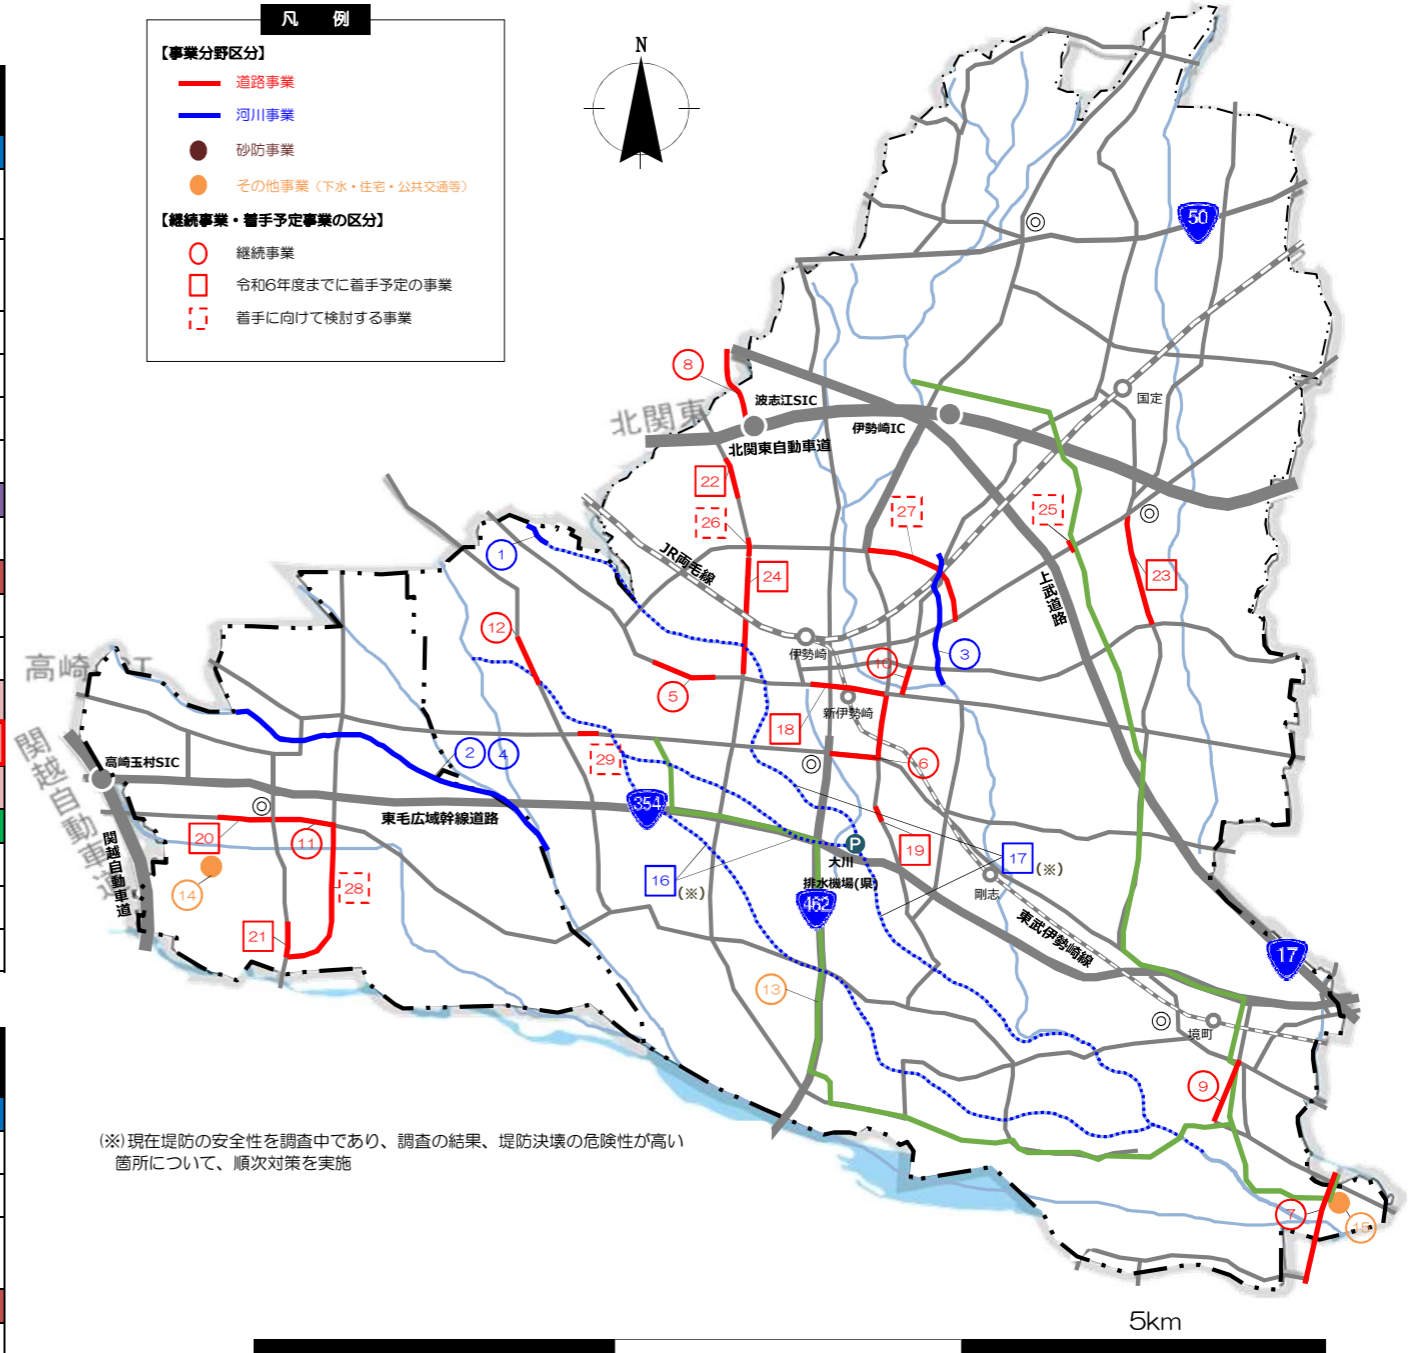 凡 例
【事業分野区分】
道路事業
河川事業
砂防事業
その他事業（下水・住宅・公共交通等）
【継続事業・着手予定事業の区分】
継続事業
令和6年度までに着手予定の事業
着手に向けて検討する事業
N
50
8
波志江SIC
国定
北関東
伊勢崎IC
北関東自動車道
22
27
25
26
1
JR両毛線
24
23
上武道路
12
伊勢崎
3
高崎
10
5
新伊勢崎
18
関越自動車道
高崎玉村SIC
2
4
29
6
354
東毛広域幹線道路
20
11
P
大川
排水機場(県)
19
17
(※)
16
(※)
14
28
関越自動車道
剛志
462
21
東武伊勢崎線
17
13
境町
9
(※)現在堤防の安全性を調査中であり、調査の結果、堤防決壊の危険性が高い
箇所について、順次対策を実施
7
15
5km